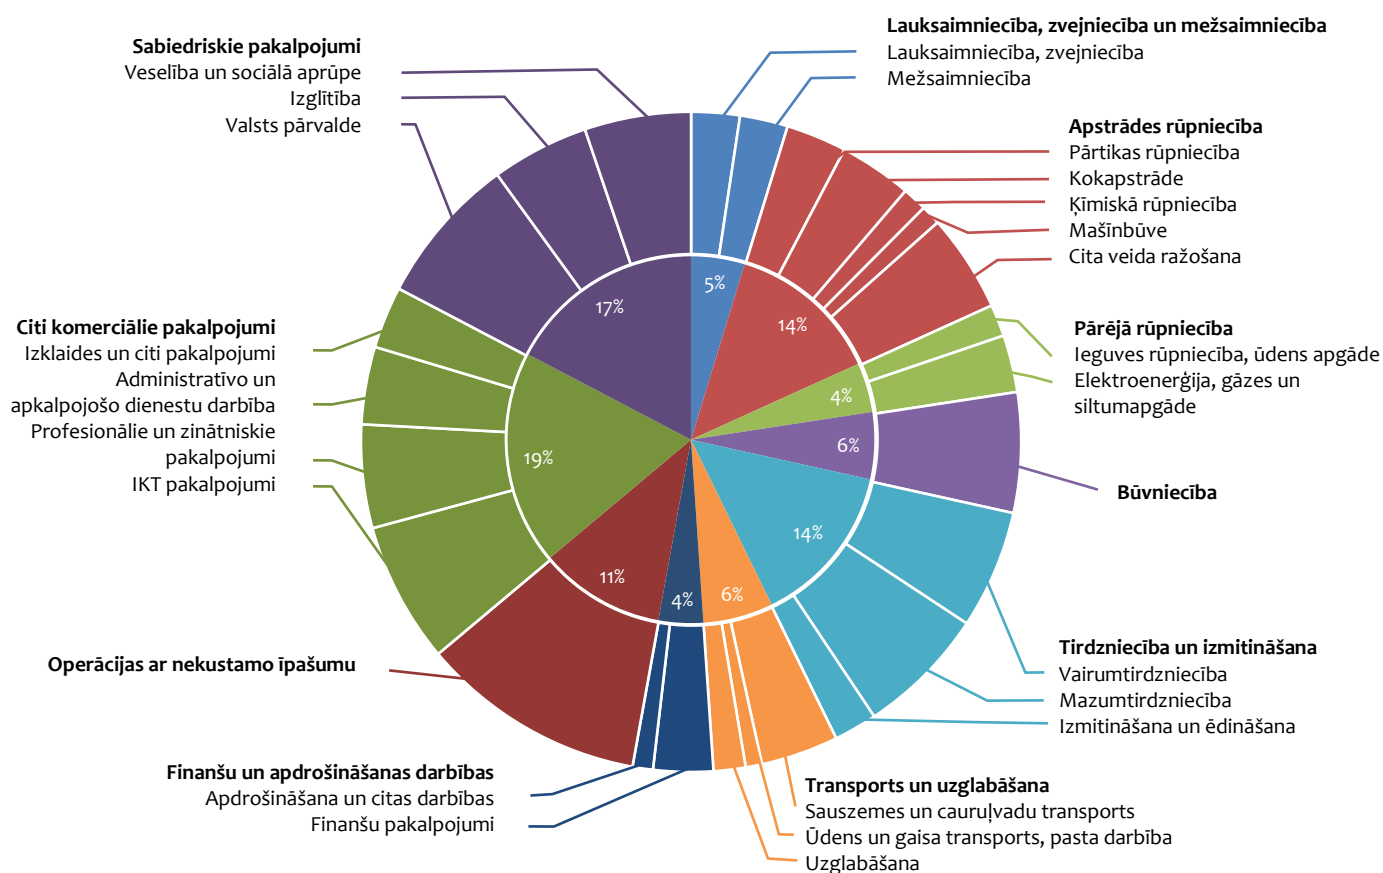 Lauksaimniecība, zvejniecība un mežsaimniecība
Lauksaimniecība, zvejniecība
Mežsaimniecība
Apstrādes rūpniecība
Pārtikas rūpniecība
Kokapstrāde
Ķīmiskā rūpniecība
Mašīnbūve
Cita veida ražošana
Pārējā rūpniecība
Ieguves rūpniecība, ūdens apgāde
Elektroenerģija, gāzes un
siltumapgāde
Būvniecība
Tirdzniecība un izmitināšana
Vairumtirdzniecība
Mazumtirdzniecība
Izmitināšana un ēdināšana
Transports un uzglabāšana
Sauszemes un cauruļvadu transports
Ūdens un gaisa transports, pasta darbība
Uzglabāšana
Finanšu un apdrošināšanas darbības
Apdrošināšana un citas darbības
Finanšu pakalpojumi
Operācijas ar nekustamo īpašumu
Citi komerciālie pakalpojumi
Izklaides un citi pakalpojumi
Administratīvo un
apkalpojošo dienestu darbība
Profesionālie un zinātniskie
pakalpojumi
IKT pakalpojumi
Sabiedriskie pakalpojumi
Veselība un sociālā aprūpe
Izglītība
Valsts pārvalde
5%
14%
4%
6%
14%
6%
4%
11%
19%
17%